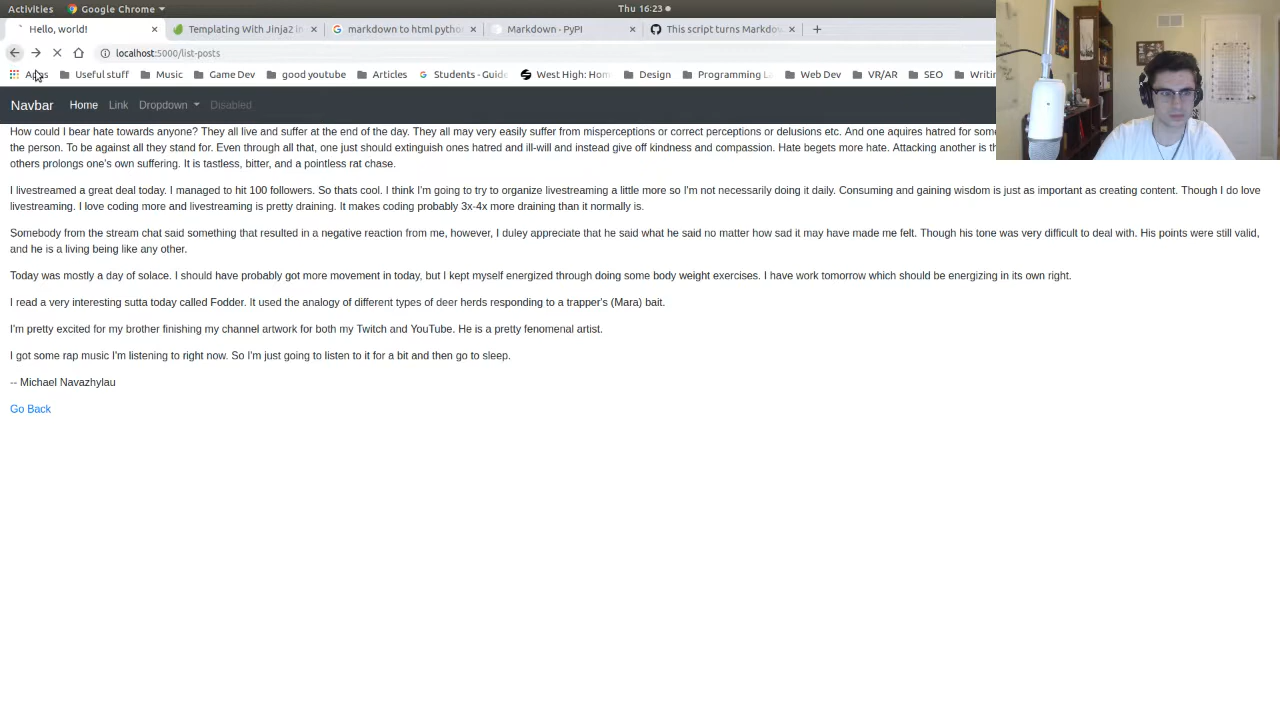 Activities Google Chrome Thu 16:23
Hello, world! Templating With Jinja2 in markdown to html python Markdown - PyPI This script turns Markdow
localhost:5000/list-posts
Apps Useful stuff Music Game Dev good youtube Articles Students - Guide West High: Hom Design Programming La Web Dev VR/AR SEO Writin
Navbar Home Link Dropdown Disabled
How could I bear hate towards anyone? They all live and suffer at the end of the day. They all may very easily suffer from misperceptions or correct perceptions or delusions etc. And one aquires hatred for som
the person. To be against all they stand for. Even through all that, one just should extinguish ones hatred and ill-will and instead give off kindness and compassion. Hate begets more hate. Attacking another is th
others prolongs one's own suffering. It is tastless, bitter, and a pointless rat chase.
I livestreamed a great deal today. I managed to hit 100 followers. So thats cool. I think I'm going to try to organize livestreaming a little more so I'm not necessarily doing it daily. Consuming and gaining wisdom is just as important as creating content. Though I do love
livestreaming. I love coding more and livestreaming is pretty draining. It makes coding probably 3x-4x more draining than it normally is.
Somebody from the stream chat said something that resulted in a negative reaction from me, however, I duley appreciate that he said what he said no matter how sad it may have made me felt. Though his tone was very difficult to deal with. His points were still valid,
and he is a living being like any other.
Today was mostly a day of solace. I should have probably got more movement in today, but I kept myself energized through doing some body weight exercises. I have work tomorrow which should be energizing in its own right.
I read a very interesting sutta today called Fodder. It used the analogy of different types of deer herds responding to a trapper's (Mara) bait.
I'm pretty excited for my brother finishing my channel artwork for both my Twitch and YouTube. He is a pretty fenomenal artist.
I got some rap music I'm listening to right now. So I'm just going to listen to it for a bit and then go to sleep.
-- Michael Navazhylau
Go Back